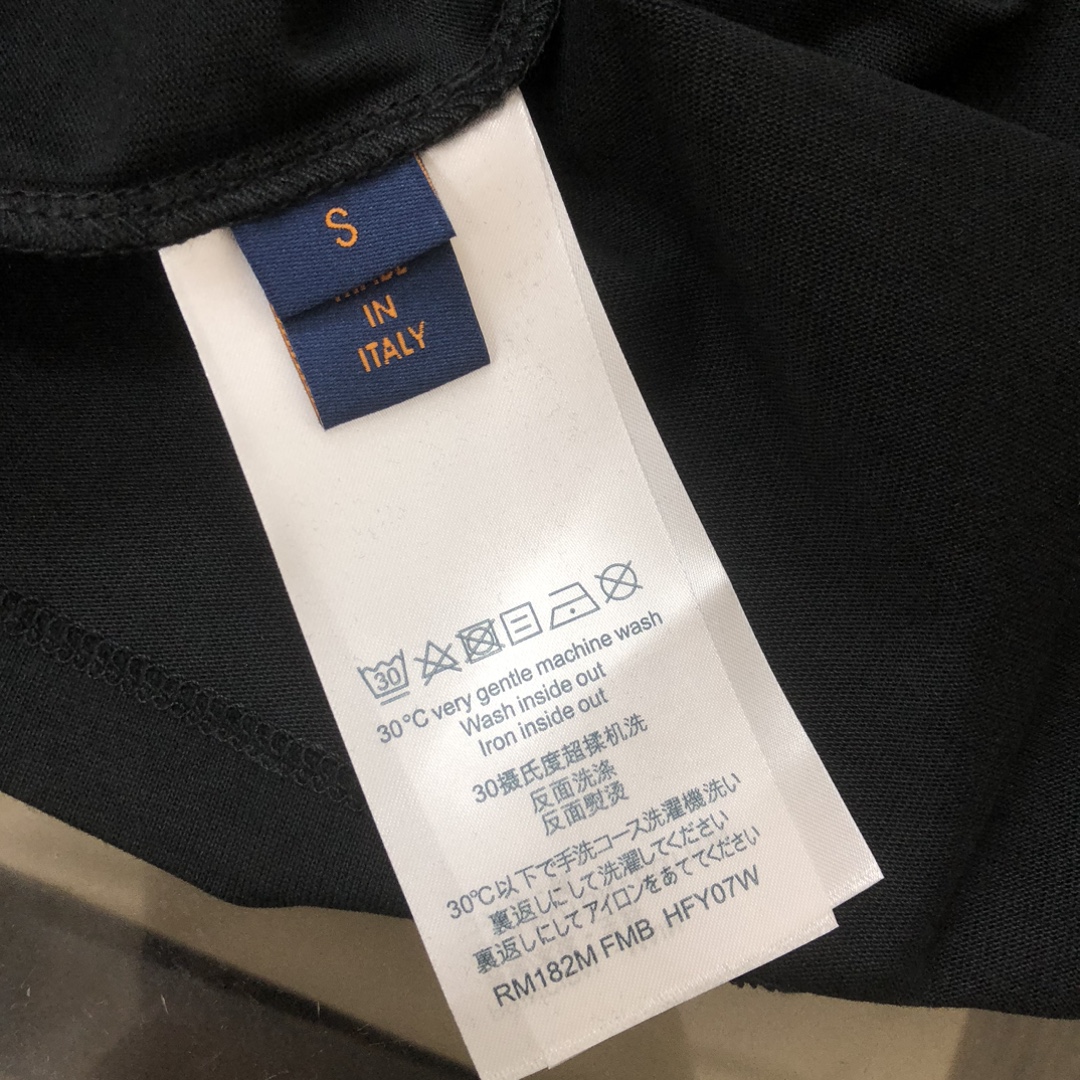 S
MADE
IN
ITALY
30
30°C very gentle machine wash
Wash inside out
Iron inside out
30摄氏度超揉机洗
反面洗涤
反面熨烫
30℃以下で手洗コース洗濯機洗い
裏返しにして洗濯してください
裏返しにしてアイロンをあててください
RM182M FMB HFY07W